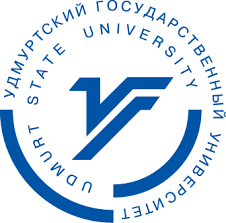 УДМУРТСКИЙ ГОСУДАРСТВЕННЫЙ УНИВЕРСИТЕТ
UDMURT STATE UNIVERSITY